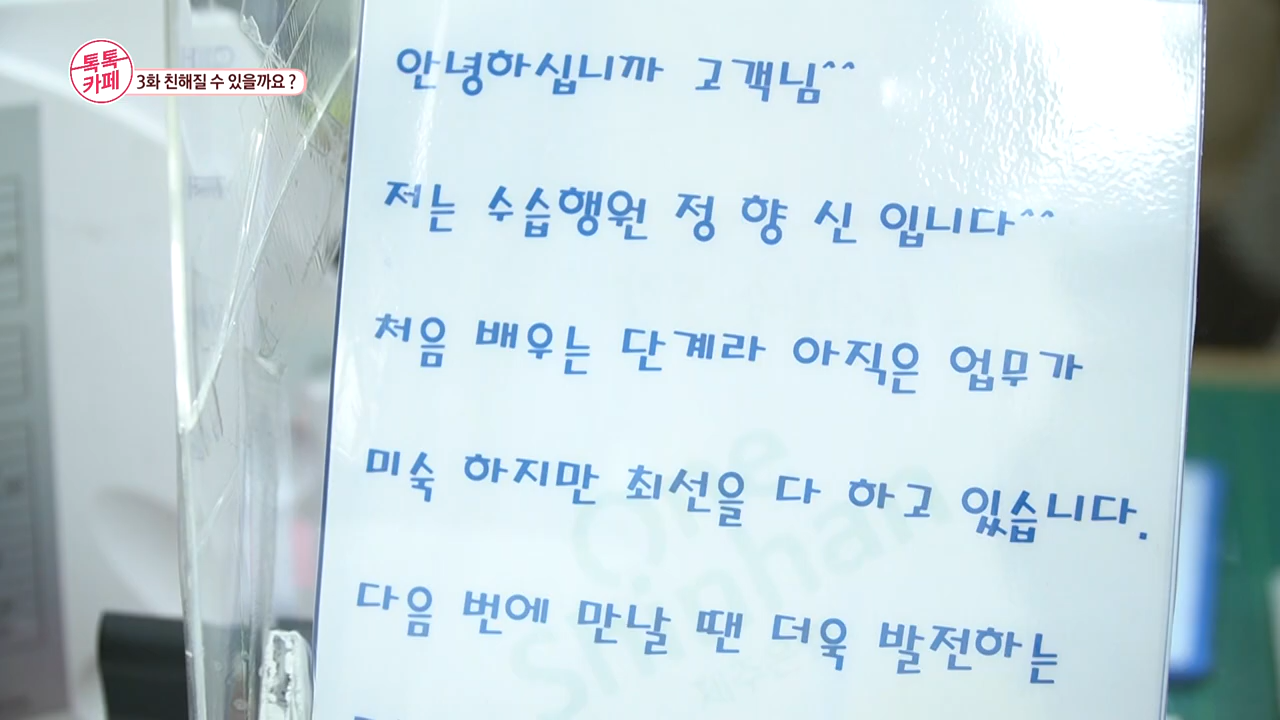 톡톡
카페
3화 친해질 수 있을까요?
안녕하십니까 고객님^^
저는 수습행원 정 향 신 입니다^^
처음 배우는 단계라 아직은 업무가
미숙 하지만 최선을 다 하고 있습니다.
다음 번에 만날 땐 더욱 발전하는
One
Shinhan